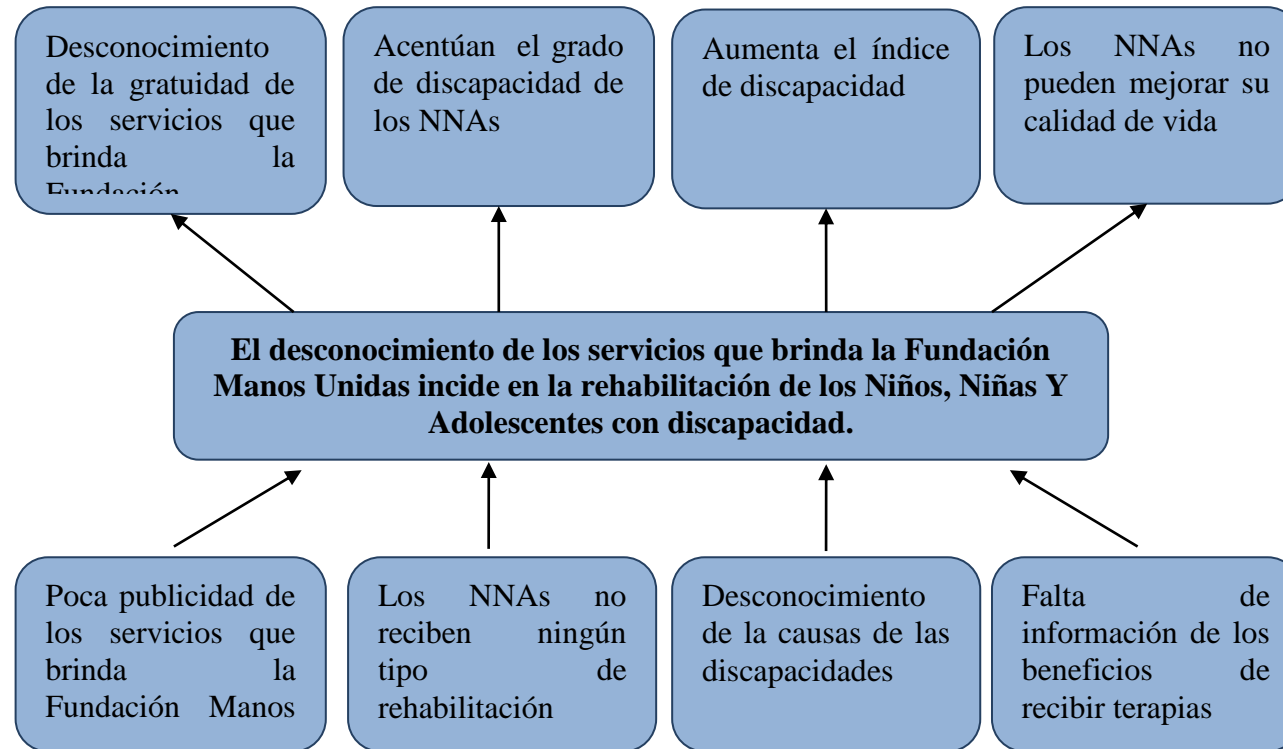 Desconocimiento
de la gratuidad de
los servicios que
brinda la
Fundación
Acentúan el grado
de discapacidad de
los NNAs
Aumenta el índice
de discapacidad
Los NNAs no
pueden mejorar su
calidad de vida
El desconocimiento de los servicios que brinda la Fundación
Manos Unidas incide en la rehabilitación de los Niños, Niñas Y
Adolescentes con discapacidad.
Poca publicidad de
los servicios que
brinda la
Fundación Manos
Los NNAs no
reciben ningún
tipo de
rehabilitación
Desconocimiento
de la causas de las
discapacidades
Falta de
información de los
beneficios de
recibir terapias